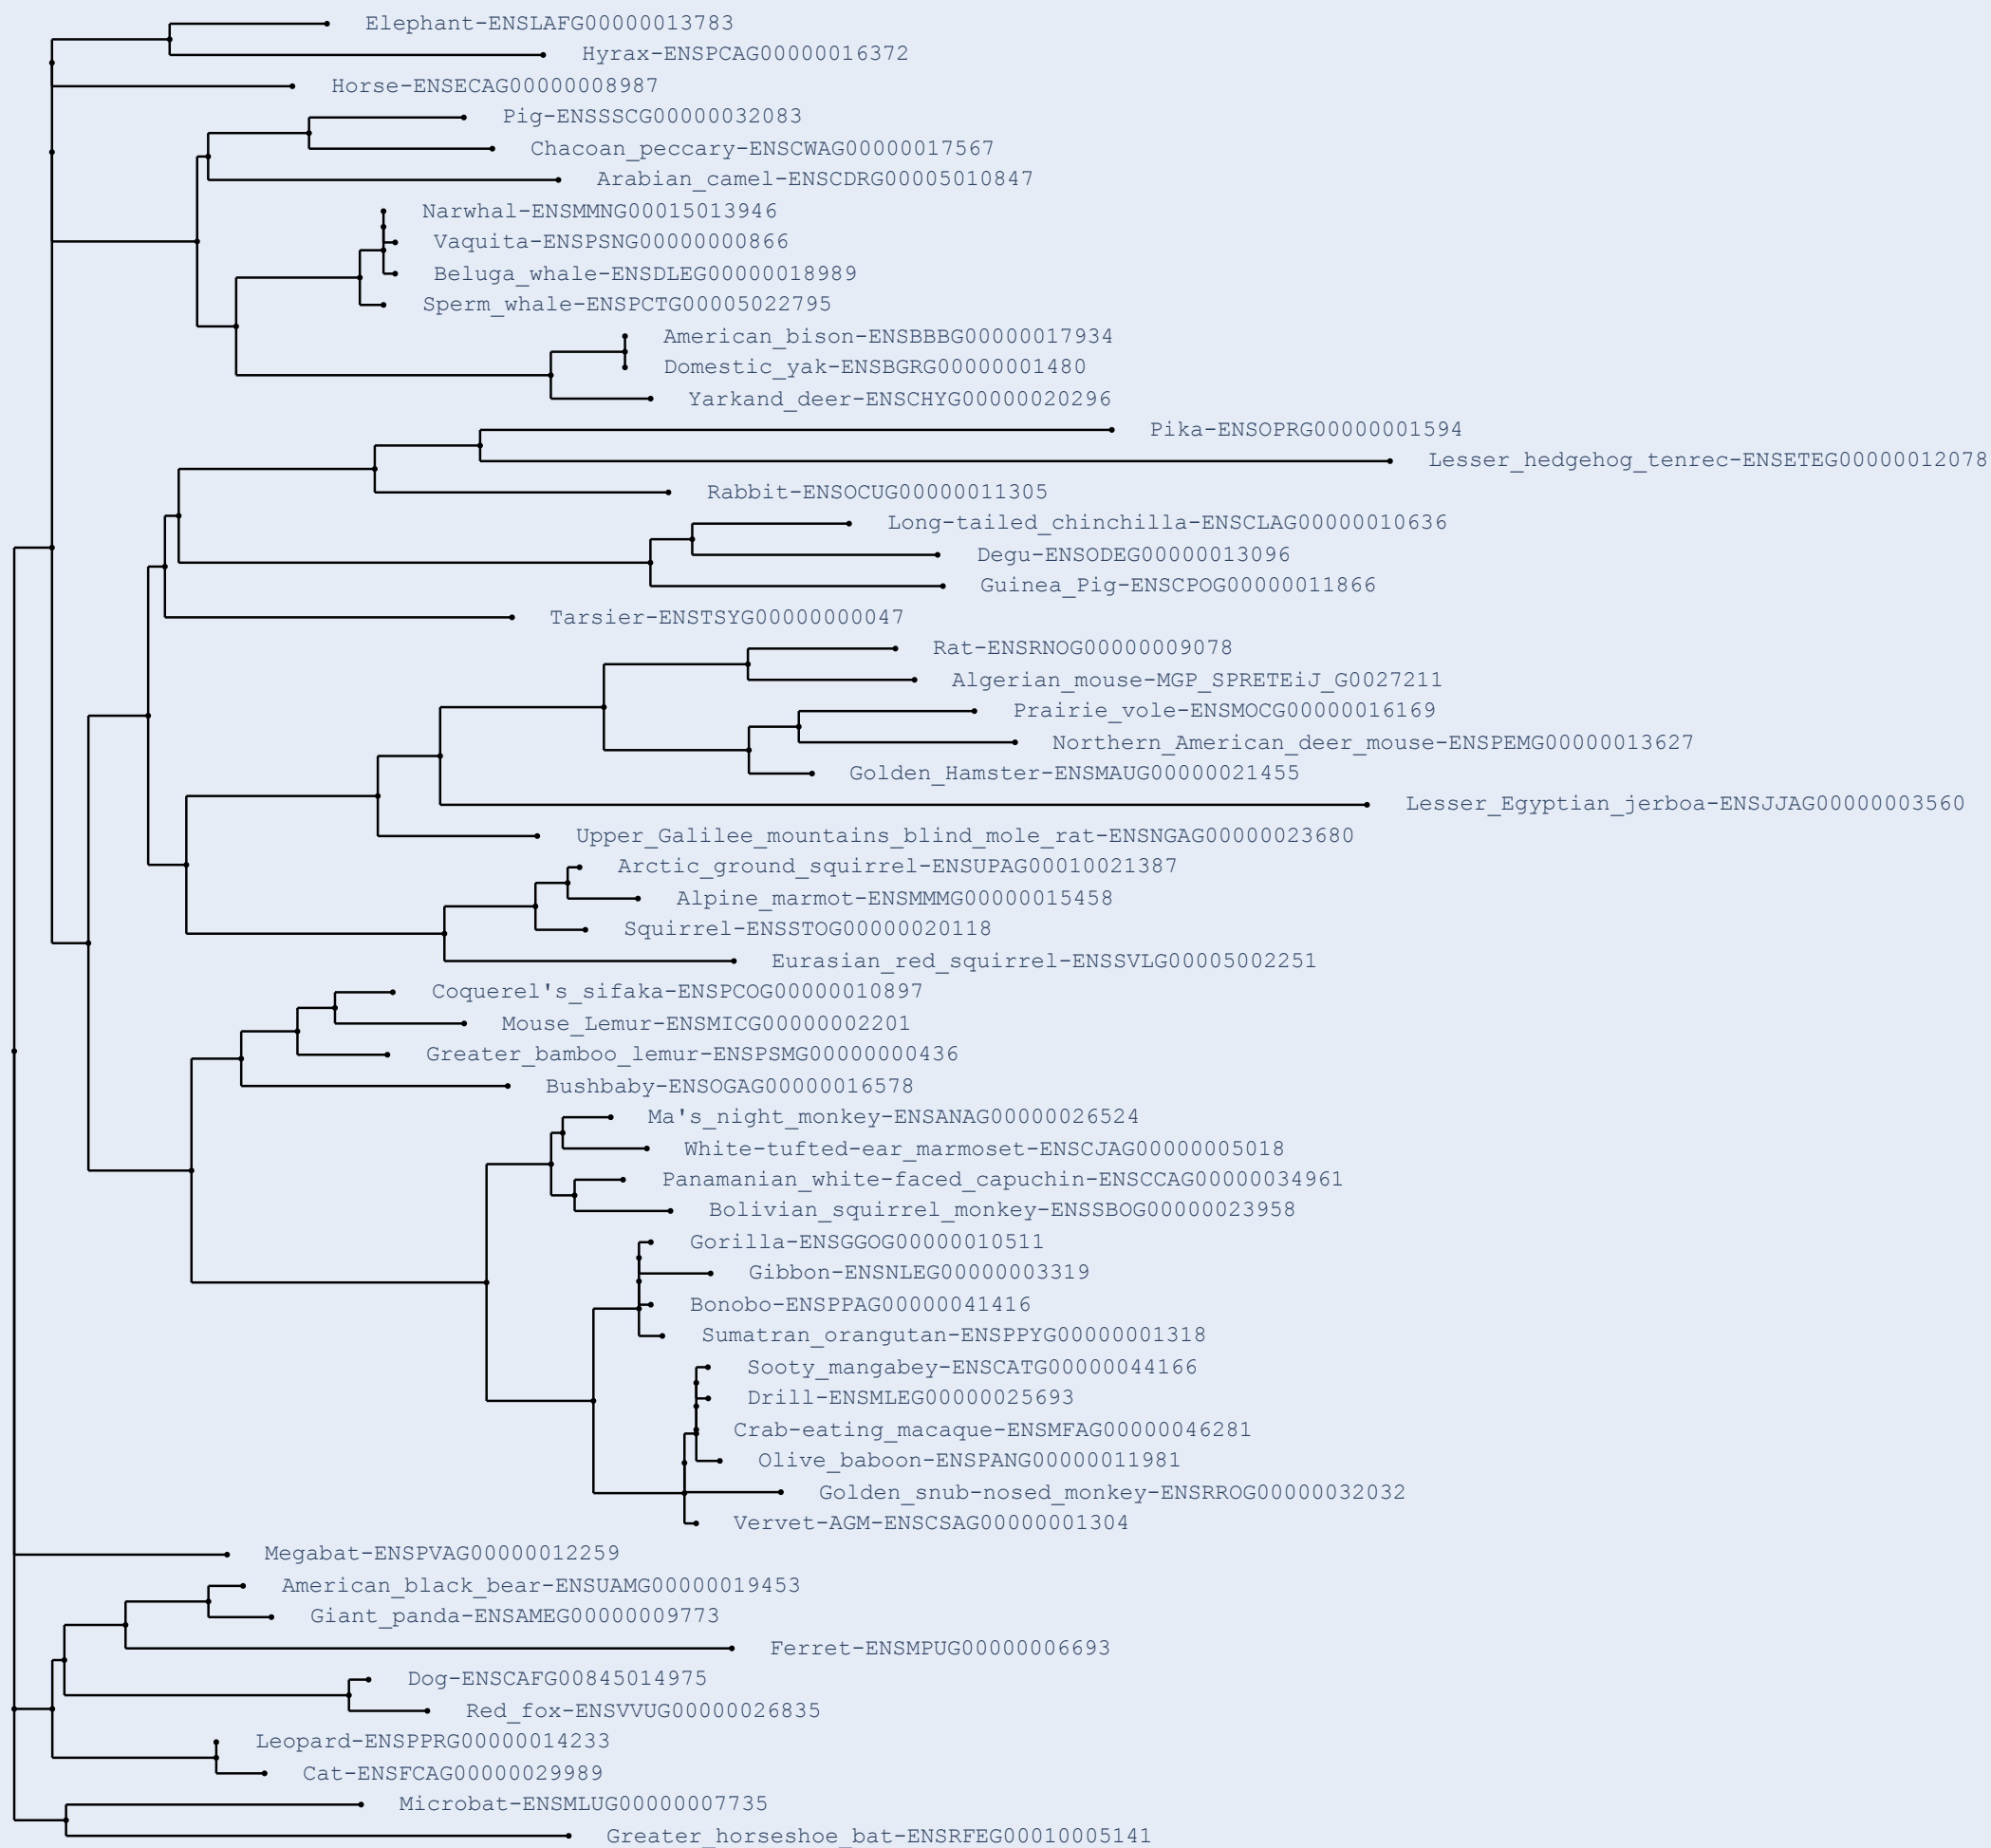 Elephant-ENSLAFG00000013783
Hyrax-ENSPCAG00000016372
Horse-ENSECAG00000008987
Pig-ENSSSCG00000032083
Chacoan_peccary-ENSCWAG00000017567
Arabian_camel-ENSCDRG00005010847
Narwhal-ENSMMNG00015013946
Vaquita-ENSPSNG00000000866
Beluga_whale-ENSDLEG00000018989
Sperm_whale-ENSPCTG00005022795
American_bison-ENSBBBG00000017934
Domestic_yak-ENSBGRG00000001480
Yarkand_deer-ENSCHYG00000020296
Pika-ENSOPRG00000001594
Lesser_hedgehog_tenrec-ENSETEG00000012078
Rabbit-ENSOCUG00000011305
Long-tailed_chinchilla-ENSCLAG00000010636
Degu-ENSODEG00000013096
Guinea_Pig-ENSCPOG00000011866
Tarsier-ENSTSYG00000000047
Rat-ENSRNOG00000009078
Algerian_mouse-MGP_SPRETEiJ_G0027211
Prairie_vole-ENSMOCG00000016169
Northern_American_deer_mouse-ENSPEMG00000013627
Golden_Hamster-ENSMAUG00000021455
Lesser_Egyptian_jerboa-ENSJJAG00000003560
Upper_Galilee_mountains_blind_mole_rat-ENSNGAG00000023680
Arctic_ground_squirrel-ENSUPAG00010021387
Alpine_marmot-ENSMMMG00000015458
Squirrel-ENSSTOG00000020118
Eurasian_red_squirrel-ENSSVLG00005002251
Coquerel's_sifaka-ENSPCOG00000010897
Mouse_Lemur-ENSMICG00000002201
Greater_bamboo_lemur-ENSPSMG00000000436
Bushbaby-ENSOGAG00000016578
Ma's_night_monkey-ENSANAG00000026524
White-tufted-ear_marmoset-ENSCJAG00000005018
Panamanian_white-faced_capuchin-ENSCCAG00000034961
Bolivian_squirrel_monkey-ENSSBOG00000023958
Gorilla-ENSGGOG00000010511
Gibbon-ENSNLEG00000003319
Bonobo-ENSPPAG00000041416
Sumatran_orangutan-ENSPPYG00000001318
Sooty_mangabey-ENSCATG00000044166
Drill-ENSMLEG00000025693
Crab-eating_macaque-ENSMFAG00000046281
Olive_baboon-ENSPANG00000011981
Golden_snub-nosed_monkey-ENSRROG00000032032
Vervet-AGM-ENSCSAG00000001304
Megabat-ENSPVAG00000012259
American_black_bear-ENSUAMG00000019453
Giant_panda-ENSAMEG00000009773
Ferret-ENSMPUG00000006693
Dog-ENSCAFG00845014975
Red_fox-ENSVVUG00000026835
Leopard-ENSPPRG00000014233
Cat-ENSFCAG00000029989
Microbat-ENSMLUG00000007735
Greater_horseshoe_bat-ENSRFEG00010005141